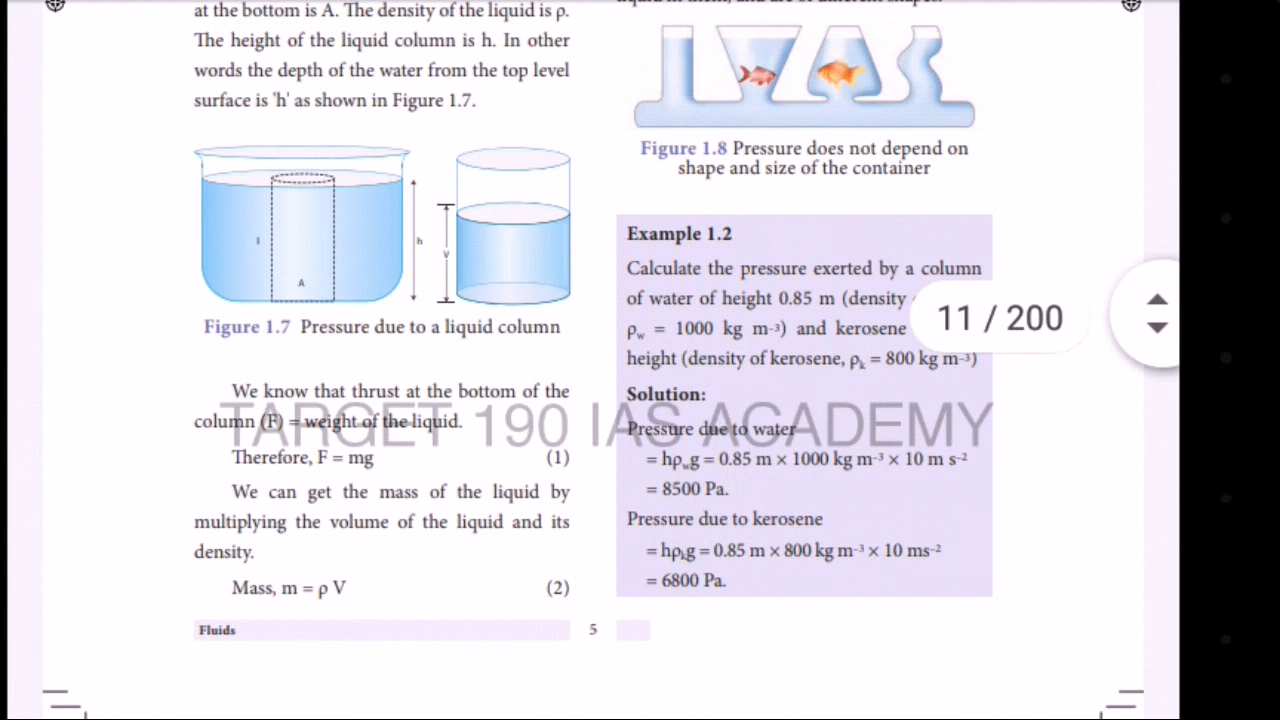 at the bottom is A. The density of the liquid is ρ.
The height of the liquid column is h. In other
words the depth of the water from the top level
surface is 'h' as shown in Figure 1.7.
l
A
h
V
Figure 1.7 Pressure due to a liquid column
We know that thrust at the bottom of the
column (F) = weight of the liquid.
Therefore, F = mg (1)
We can get the mass of the liquid by
multiplying the volume of the liquid and its
density.
Mass, m = ρ V (2)
Figure 1.8 Pressure does not depend on
shape and size of the container
Example 1.2
Calculate the pressure exerted by a column
of water of height 0.85 m (density
ρw = 1000 kg m⁻³) and kerosene
height (density of kerosene, ρk = 800 kg m⁻³)
Solution:
Pressure due to water
= hρwg = 0.85 m × 1000 kg m⁻³ × 10 m s⁻²
= 8500 Pa.
Pressure due to kerosene
= hρkg = 0.85 m × 800 kg m⁻³ × 10 ms⁻²
= 6800 Pa.
TARGET 190 IAS ACADEMY
11 / 200
Fluids 5